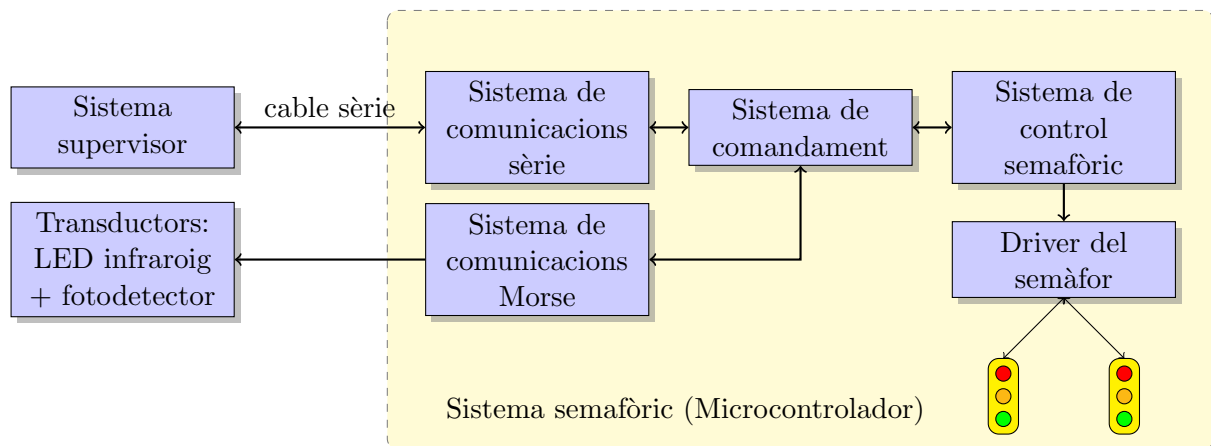 Sistema
supervisor
cable sèrie
Sistema de
comunicacions
sèrie
Sistema de
comandament
Sistema de
control
semafòric
Transductors:
LED infraroig
+ fotodetector
Sistema de
comunicacions
Morse
Driver del
semàfor
Sistema semafòric (Microcontrolador)